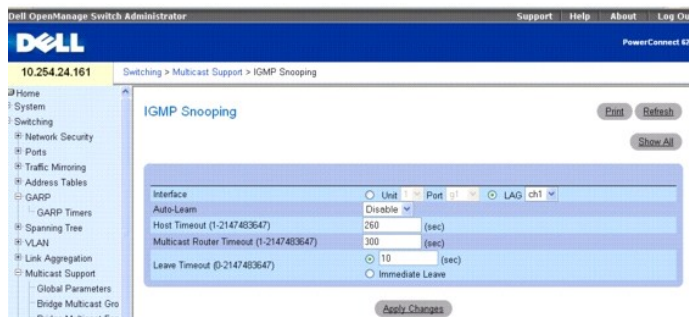 Dell OpenManage Switch Administrator
Support Help About Log Ou
DELL
PowerConnect 62
10.254.24.161
Switching > Multicast Support > IGMP Snooping
Home
System
Switching
Network Security
Ports
Traffic Mirroring
Address Tables
GARP
GARP Timers
Spanning Tree
VLAN
Link Aggregation
Multicast Support
Global Parameters
Bridge Multicast Gro
IGMP Snooping
Print Refresh
Show All
Interface Unit 1 Port g1 LAG ch1
Auto-Learn Disable
Host Timeout (1-2147483647) 260 (sec)
Multicast Router Timeout (1-2147483647) 300 (sec)
Leave Timeout (0-2147483647) 10 (sec)
Immediate Leave
Apply Changes